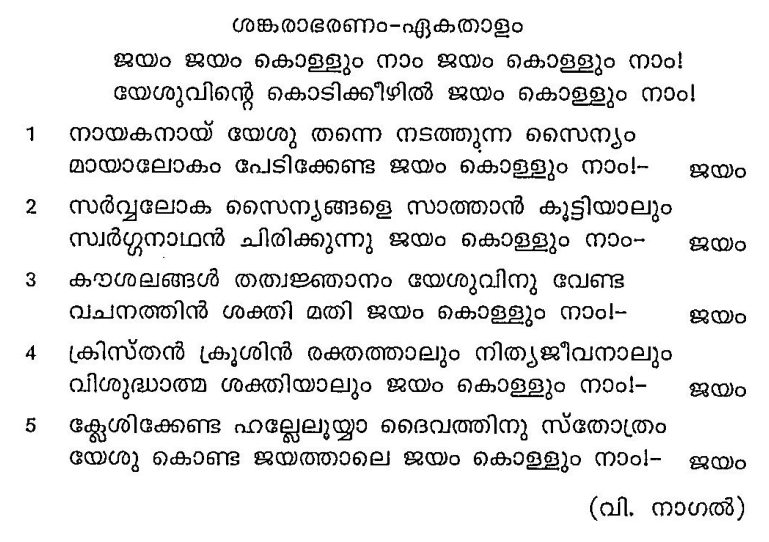 ശങ്കരാഭരണം-ഏകതാളം
ജയം ജയം കൊള്ളും നാം ജയം കൊള്ളും നാം!
യേശുവിന്റെ കൊടിക്കീഴിൽ ജയം കൊള്ളും നാം!
1 നായകനായ് യേശു തന്നെ നടത്തുന്ന സൈന്യം
മായാലോകം പേടിക്കേണ്ട ജയം കൊള്ളും നാം!- ജയം
2 സർവ്വലോക സൈന്യങ്ങളെ സാത്താൻ കൂട്ടിയാലും
സ്വർഗ്ഗനാഥൻ ചിരിക്കുന്നു ജയം കൊള്ളും നാം- ജയം
3 കൗശലങ്ങൾ തത്വജ്ഞാനം യേശുവിനു വേണ്ട
വചനത്തിൻ ശക്തി മതി ജയം കൊള്ളും നാം!- ജയം
4 ക്രിസ്തൻ ക്രൂശിൻ രക്തത്താലും നിത്യജീവനാലും
വിശുദ്ധാത്മ ശക്തിയാലും ജയം കൊള്ളും നാം!- ജയം
5 ക്ലേശിക്കേണ്ട ഹല്ലേലൂയ്യാ ദൈവത്തിനു സ്തോത്രം
യേശു കൊണ്ട ജയത്താലെ ജയം കൊള്ളും നാം!- ജയം
(വി. നാഗൽ)